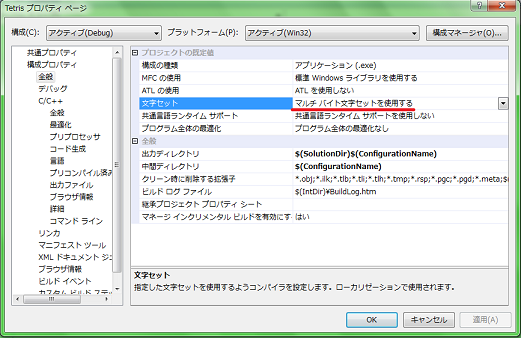 Tetris プロパティ ページ
構成(C): アクティブ(Debug) プラットフォーム(P): アクティブ(Win32) 構成マネージャ(O)...
共通プロパティ
構成プロパティ
全般
デバッグ
C/C++
全般
最適化
プリプロセッサ
コード生成
言語
プリコンパイル済み
出力ファイル
ブラウザ情報
詳細
コマンド ライン
リンカ
マニフェスト ツール
XML ドキュメント ジェ
ブラウザ情報
ビルド イベント
カスタム ビルド ステッ
プロジェクトの既定値
構成の種類 アプリケーション (.exe)
MFC の使用 標準 Windows ライブラリを使用する
ATL の使用 ATL を使用しない
文字セット マルチ バイト文字セットを使用する
共通言語ランタイム サポート 共通言語ランタイム サポートを使用しない
プログラム全体の最適化 プログラム全体の最適化なし
全般
出力ディレクトリ $(SolutionDir)$(ConfigurationName)
中間ディレクトリ $(ConfigurationName)
クリーン時に削除する拡張子 *.obj;*.ilk;*.tlb;*.tli;*.tlh;*.tmp;*.rsp;*.pgc;*.pgd;*.meta;$(
ビルド ログ ファイル $(IntDir)¥BuildLog.htm
継承プロジェクト プロパティ シート
マネージ インクリメンタル ビルドを有効にす はい
文字セット
指定した文字セットを使用するようコンパイラを設定します。ローカリゼーションで使用されます。
OK キャンセル 適用(A)